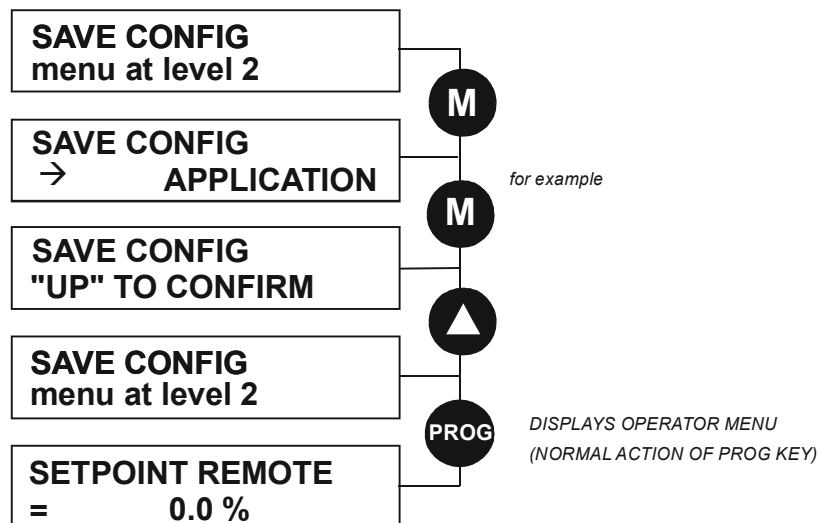 SAVE CONFIG
menu at level 2
M
SAVE CONFIG
→ APPLICATION
for example
M
SAVE CONFIG
"UP" TO CONFIRM
SAVE CONFIG
menu at level 2
PROG
DISPLAYS OPERATOR MENU
(NORMAL ACTION OF PROG KEY)
SETPOINT REMOTE
= 0.0 %